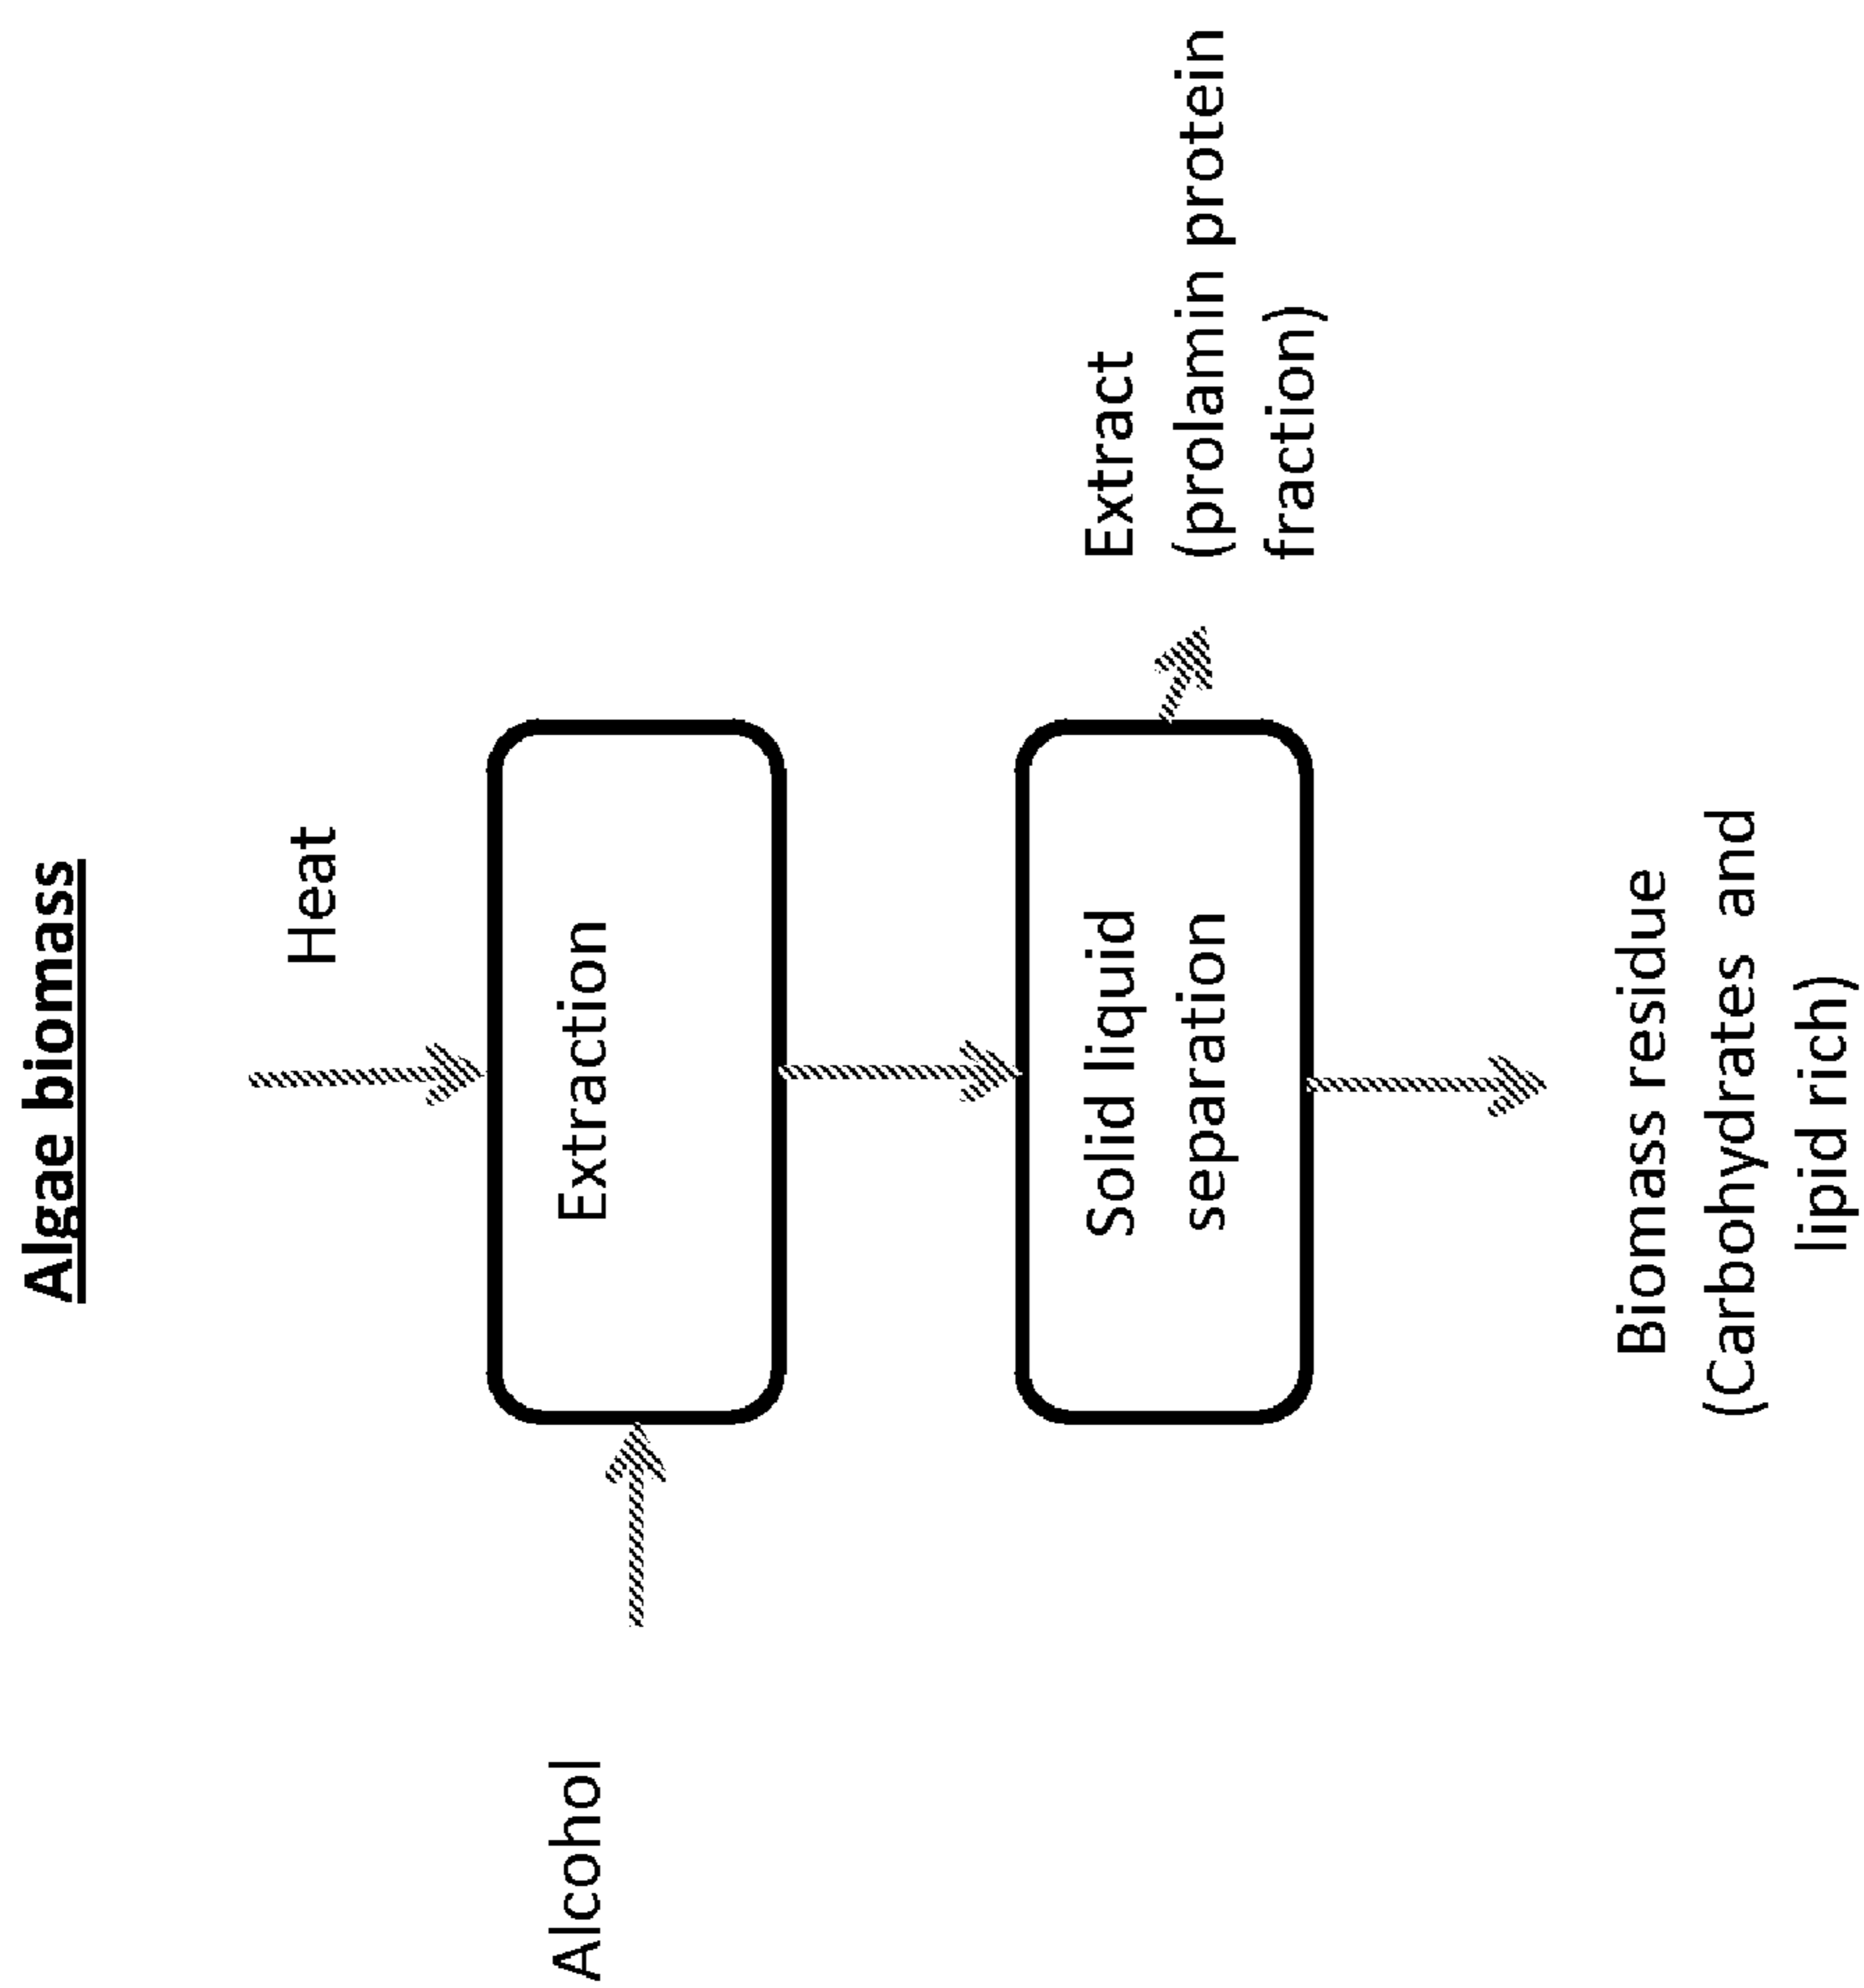 Algae biomass
Heat
Alcohol
Extraction
Solid liquid
separation
Extract
(prolamin protein
fraction)
Biomass residue
(Carbohydrates and
lipid rich)